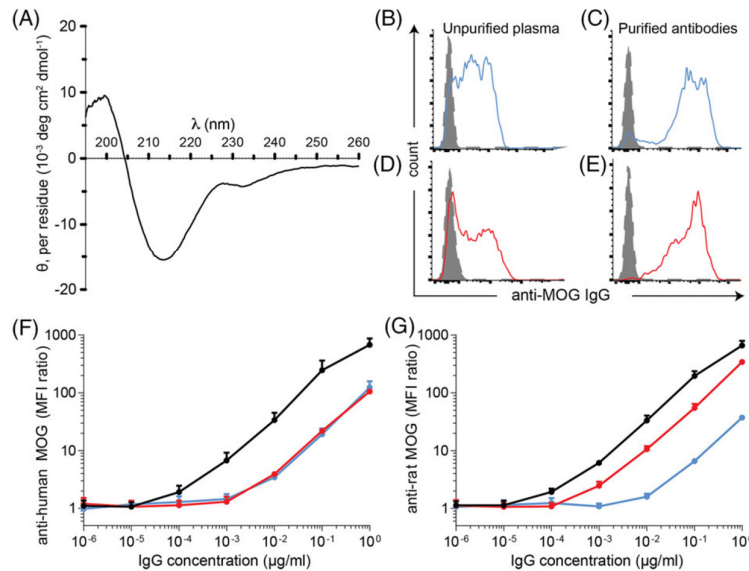 (A)
θ, per residue (10⁻³ deg cm² dmol⁻¹)
20
10
0
-10
-20
λ (nm)
200 210 220 230 240 250 260
(B) Unpurified plasma
(C) Purified antibodies
(D)
(E)
count
anti-MOG IgG
(F)
anti-human MOG (MFI ratio)
1000
100
10
1
10⁻⁶ 10⁻⁵ 10⁻⁴ 10⁻³ 10⁻² 10⁻¹ 10⁰
IgG concentration (µg/ml)
(G)
anti-rat MOG (MFI ratio)
1000
100
10
1
10⁻⁶ 10⁻⁵ 10⁻⁴ 10⁻³ 10⁻² 10⁻¹ 10⁰
IgG concentration (µg/ml)